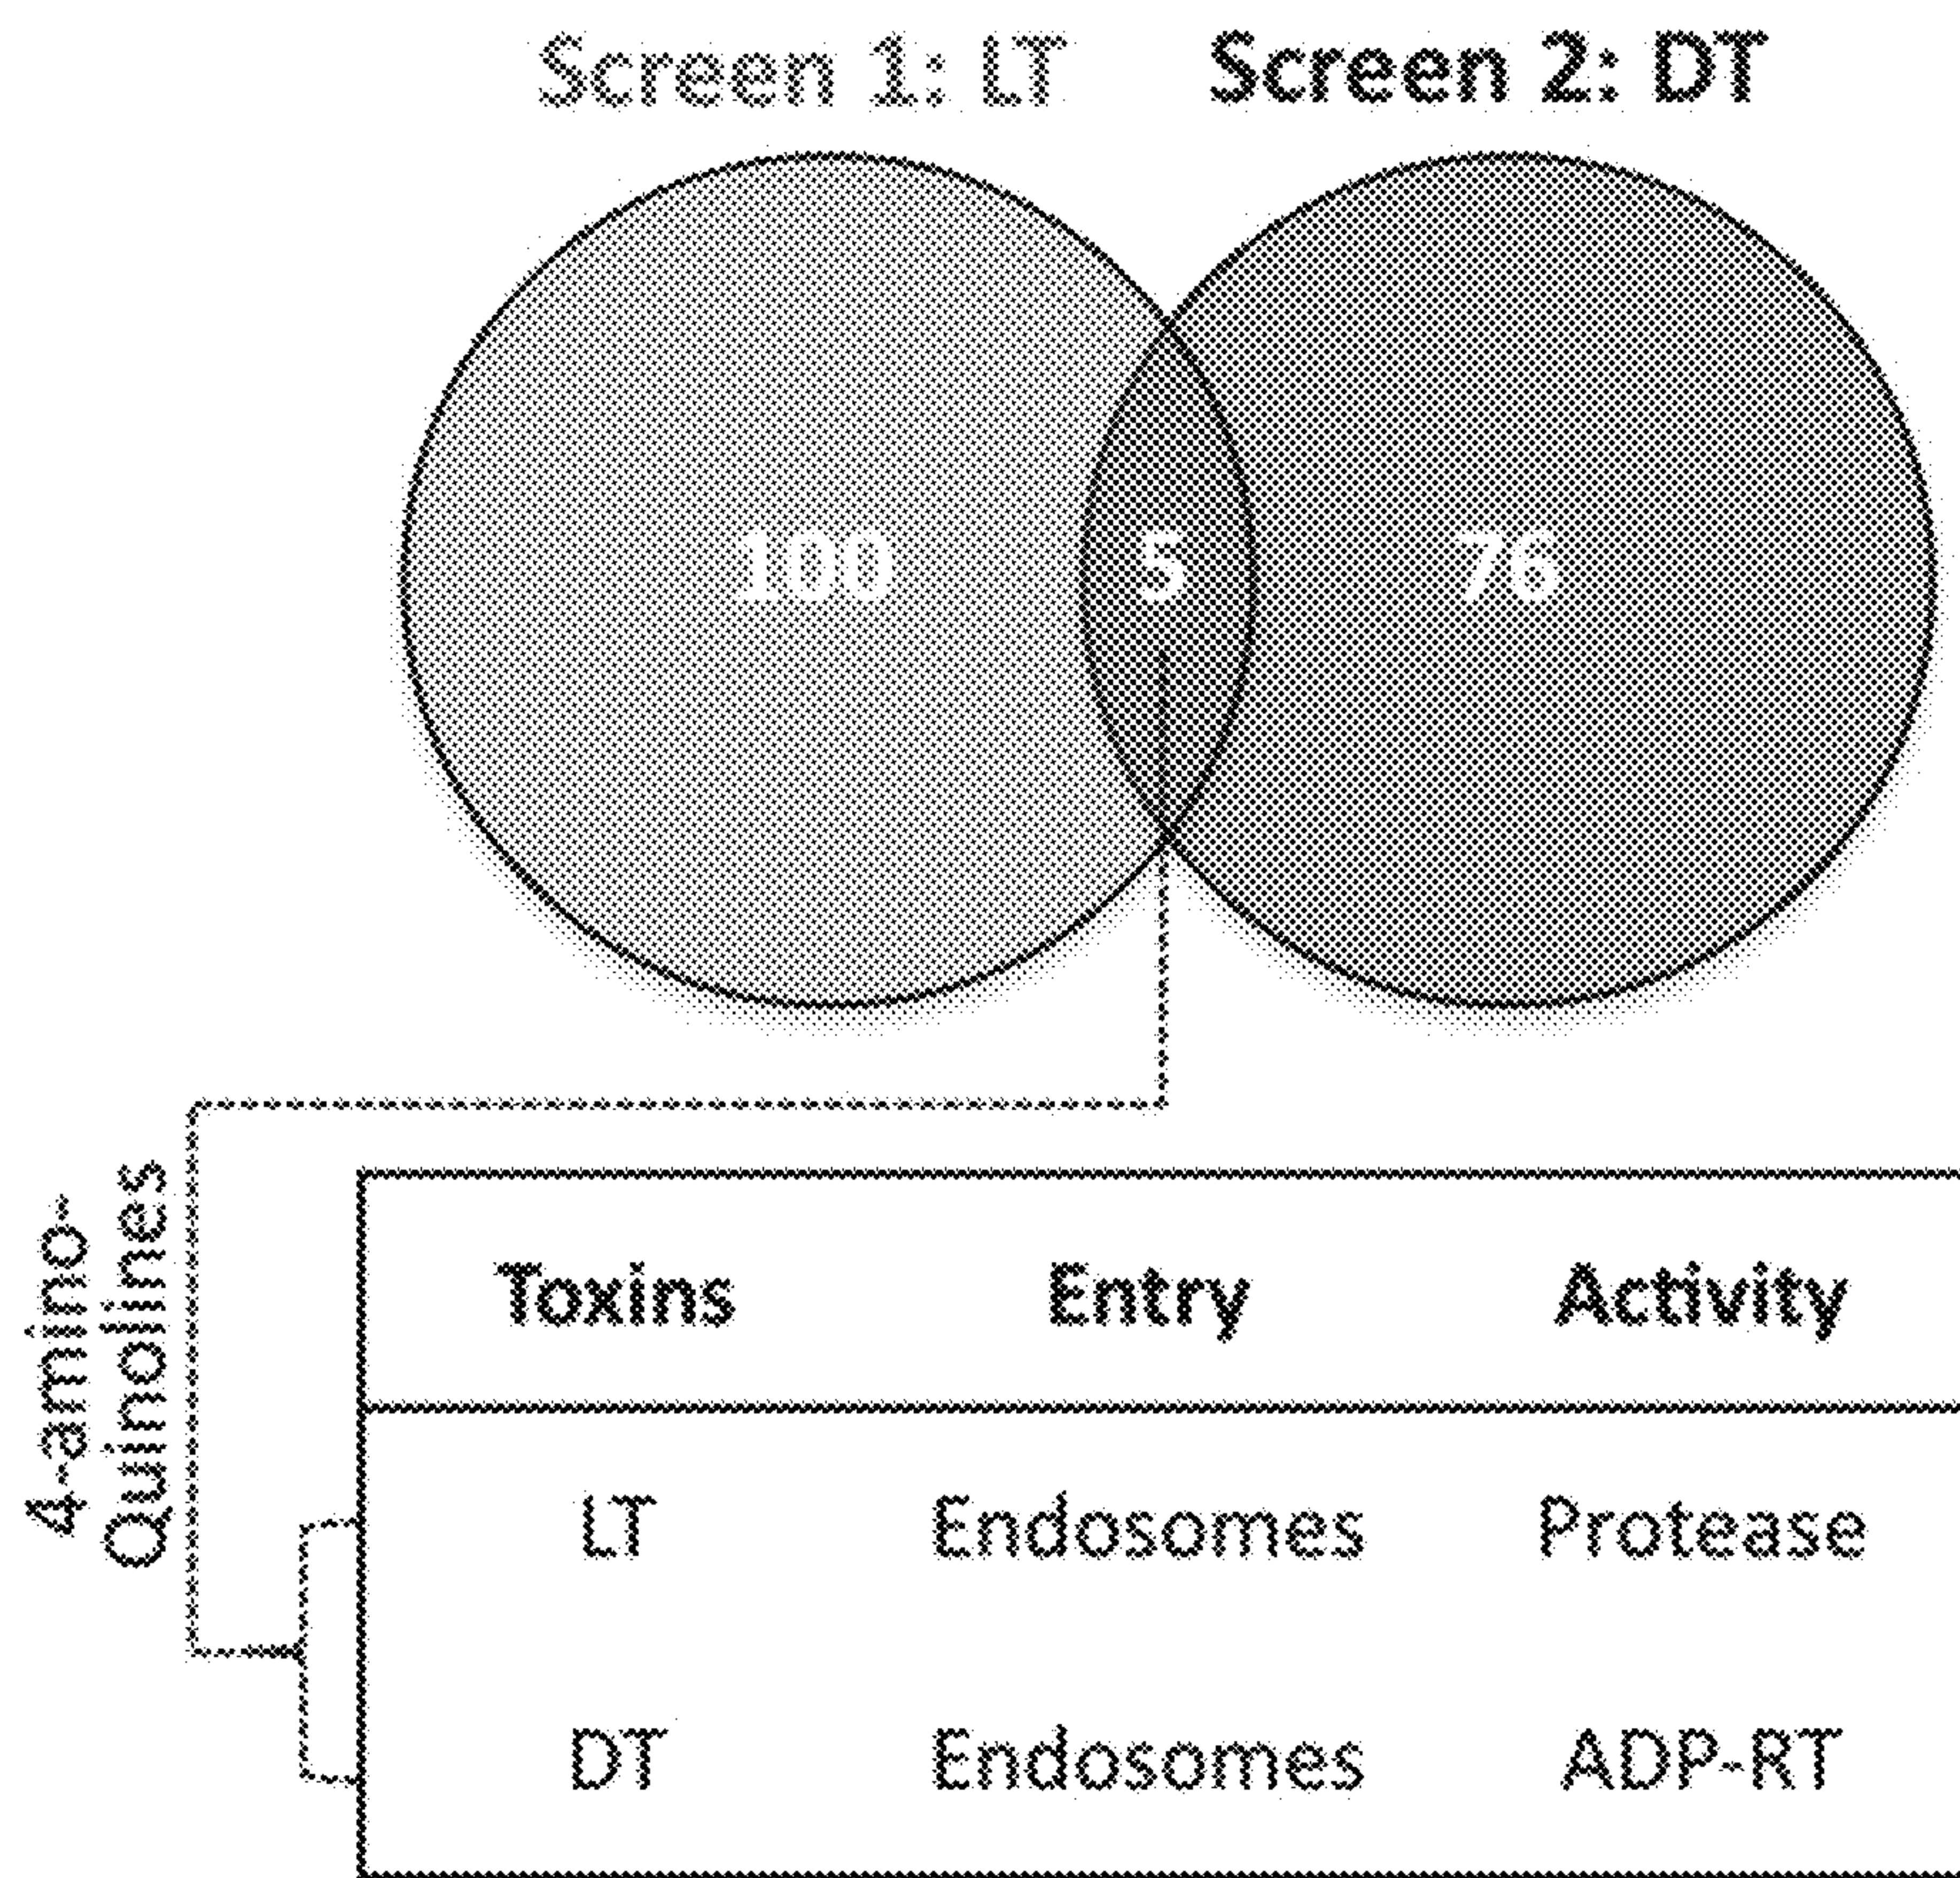 Screen 1: LT Screen 2: DT
100 5 76
4-amino-
Quinolines
Toxins Entry Activity
LT Endosomes Protease
DT Endosomes ADP-RT